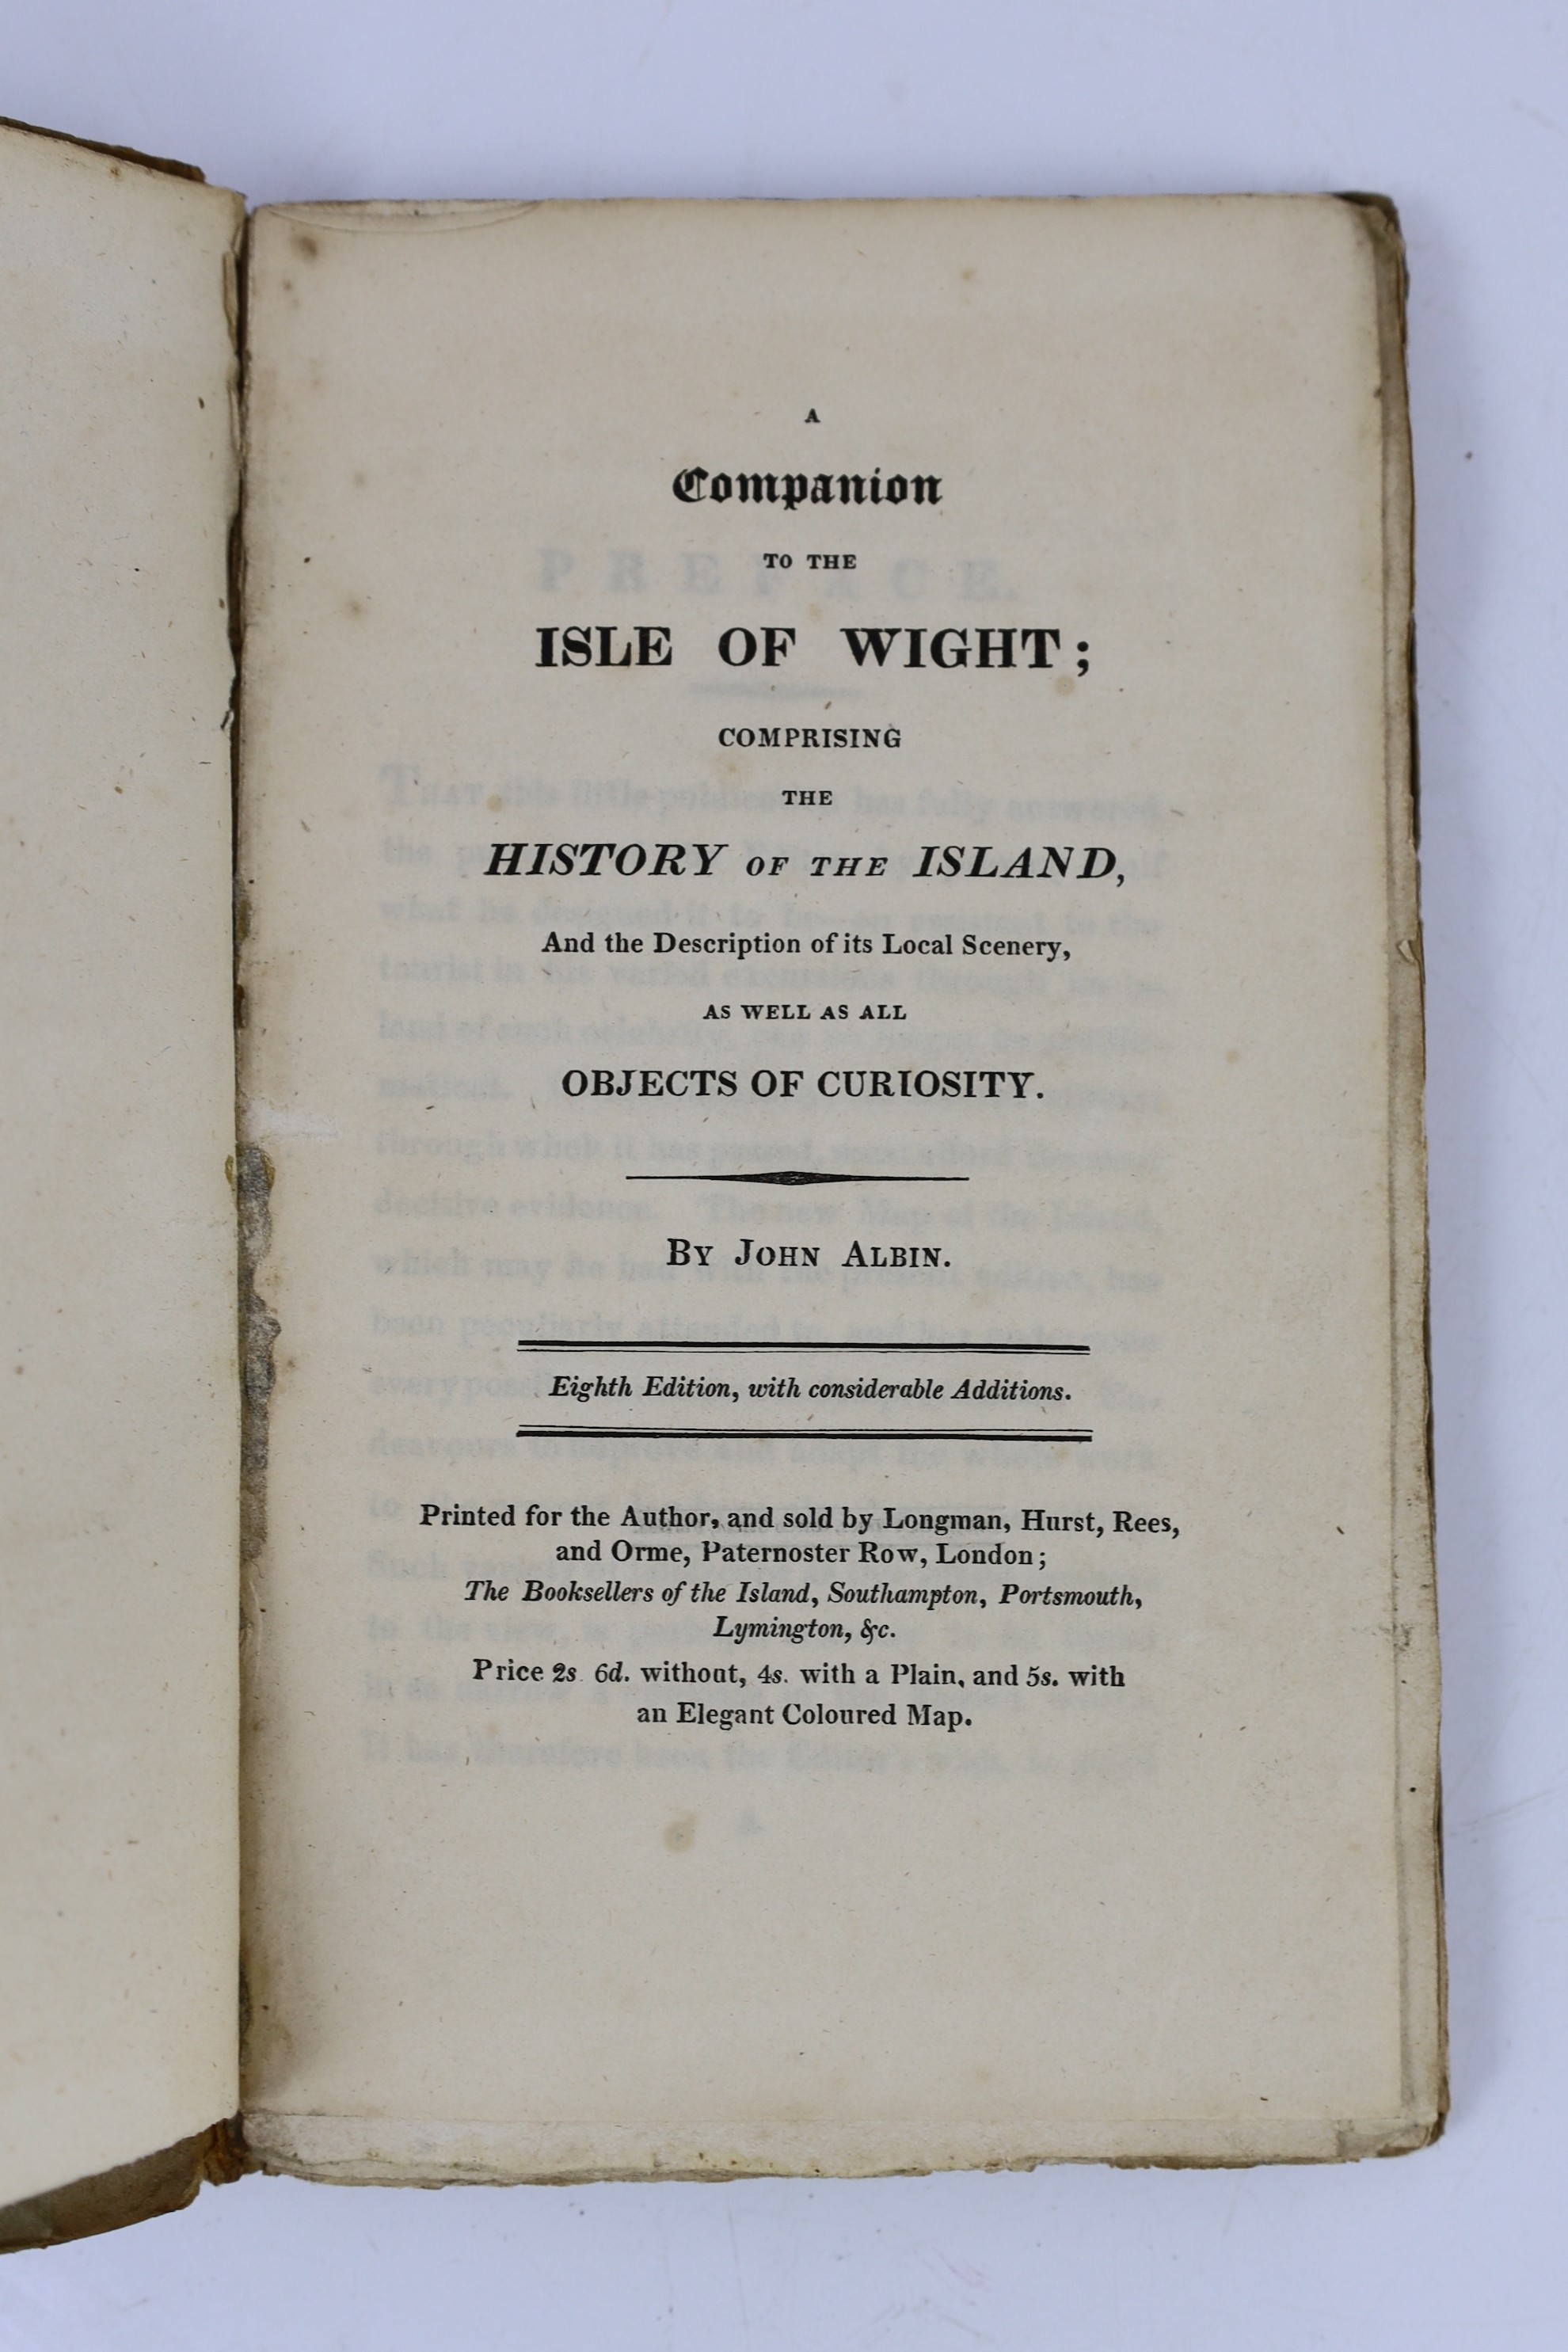 A
Companion
TO THE
ISLE OF WIGHT;
COMPRISING
THE
HISTORY OF THE ISLAND,
And the Description of its Local Scenery,
AS WELL AS ALL
OBJECTS OF CURIOSITY.
BY JOHN ALBIN.
Eighth Edition, with considerable Additions.
Printed for the Author, and sold by Longman, Hurst, Rees,
and Orme, Paternoster Row, London;
The Booksellers of the Island, Southampton, Portsmouth,
Lymington, &c.
Price 2s 6d. without, 4s. with a Plain, and 5s. with
an Elegant Coloured Map.